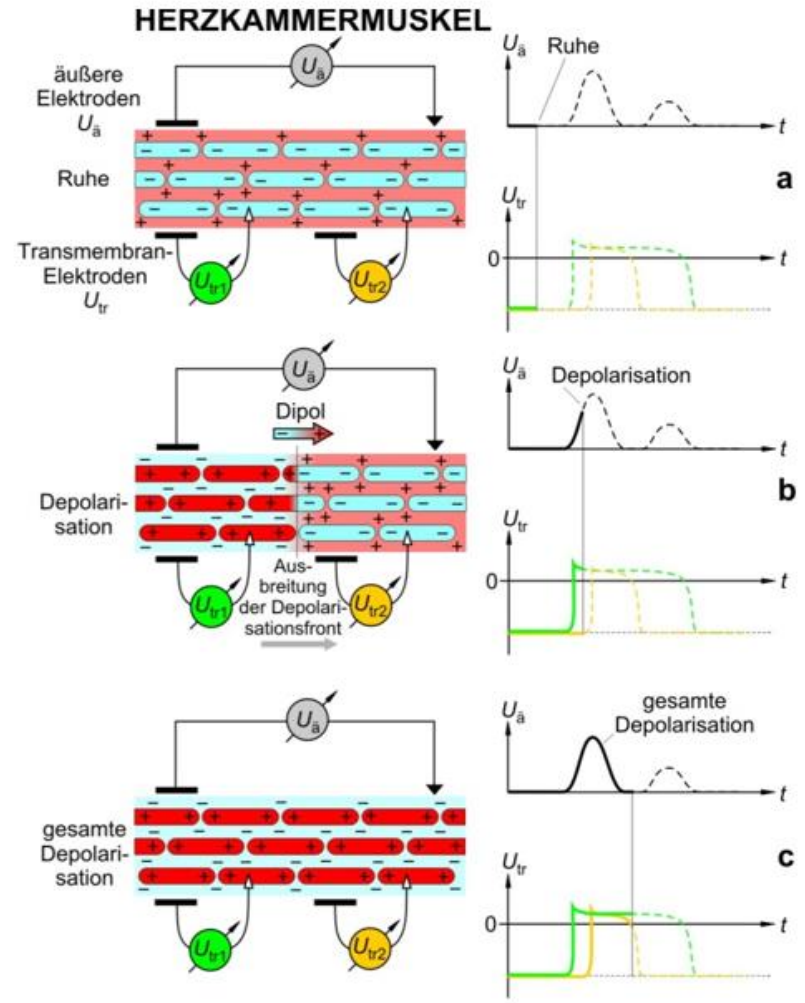 HERZKAMMERMUSKEL
äußere
Elektroden
Uä
Uä
Ruhe
Transmembran-
Elektroden
Utr
Utr1
Utr2
Uä
Ruhe
t
a
Utr
0
t
Uä
Dipol
Depolari-
sation
Utr1
Aus-
breitung
der Depolari-
sationsfront
Utr2
Uä
Depolarisation
t
b
Utr
0
t
Uä
gesamte
Depolari-
sation
Utr1
Utr2
Uä
gesamte
Depolarisation
t
c
Utr
0
t